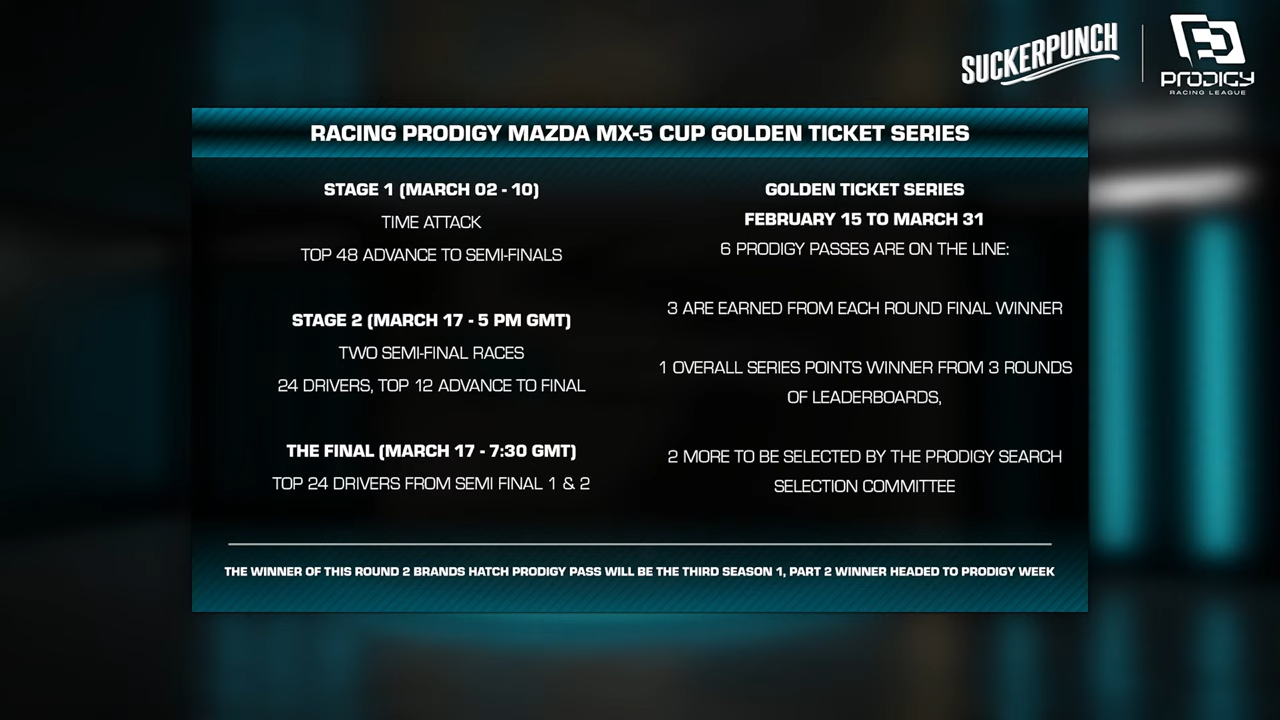 SUCKERPUNCH
PRODIGY
RACING LEAGUE
RACING PRODIGY MAZDA MX-5 CUP GOLDEN TICKET SERIES
STAGE 1 (MARCH 02 - 10)
TIME ATTACK
TOP 48 ADVANCE TO SEMI-FINALS
STAGE 2 (MARCH 17 - 5 PM GMT)
TWO SEMI-FINAL RACES
24 DRIVERS, TOP 12 ADVANCE TO FINAL
THE FINAL (MARCH 17 - 7:30 GMT)
TOP 24 DRIVERS FROM SEMI FINAL 1 & 2
GOLDEN TICKET SERIES
FEBRUARY 15 TO MARCH 31
6 PRODIGY PASSES ARE ON THE LINE:
3 ARE EARNED FROM EACH ROUND FINAL WINNER
1 OVERALL SERIES POINTS WINNER FROM 3 ROUNDS
OF LEADERBOARDS,
2 MORE TO BE SELECTED BY THE PRODIGY SEARCH
SELECTION COMMITTEE
THE WINNER OF THIS ROUND 2 BRANDS HATCH PRODIGY PASS WILL BE THE THIRD SEASON 1, PART 2 WINNER HEADED TO PRODIGY WEEK